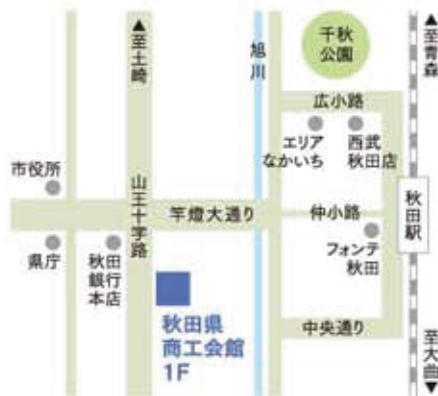 ▲至土崎
旭川
千秋
公園
▲至青森
広小路
エリア
なかいち
西武
秋田店
市役所
山王十字路
竿燈大通り
仲小路
秋田駅
県庁
秋田
銀行
本店
フォンテ
秋田
秋田県
商工会館
1F
中央通り
至大曲▼